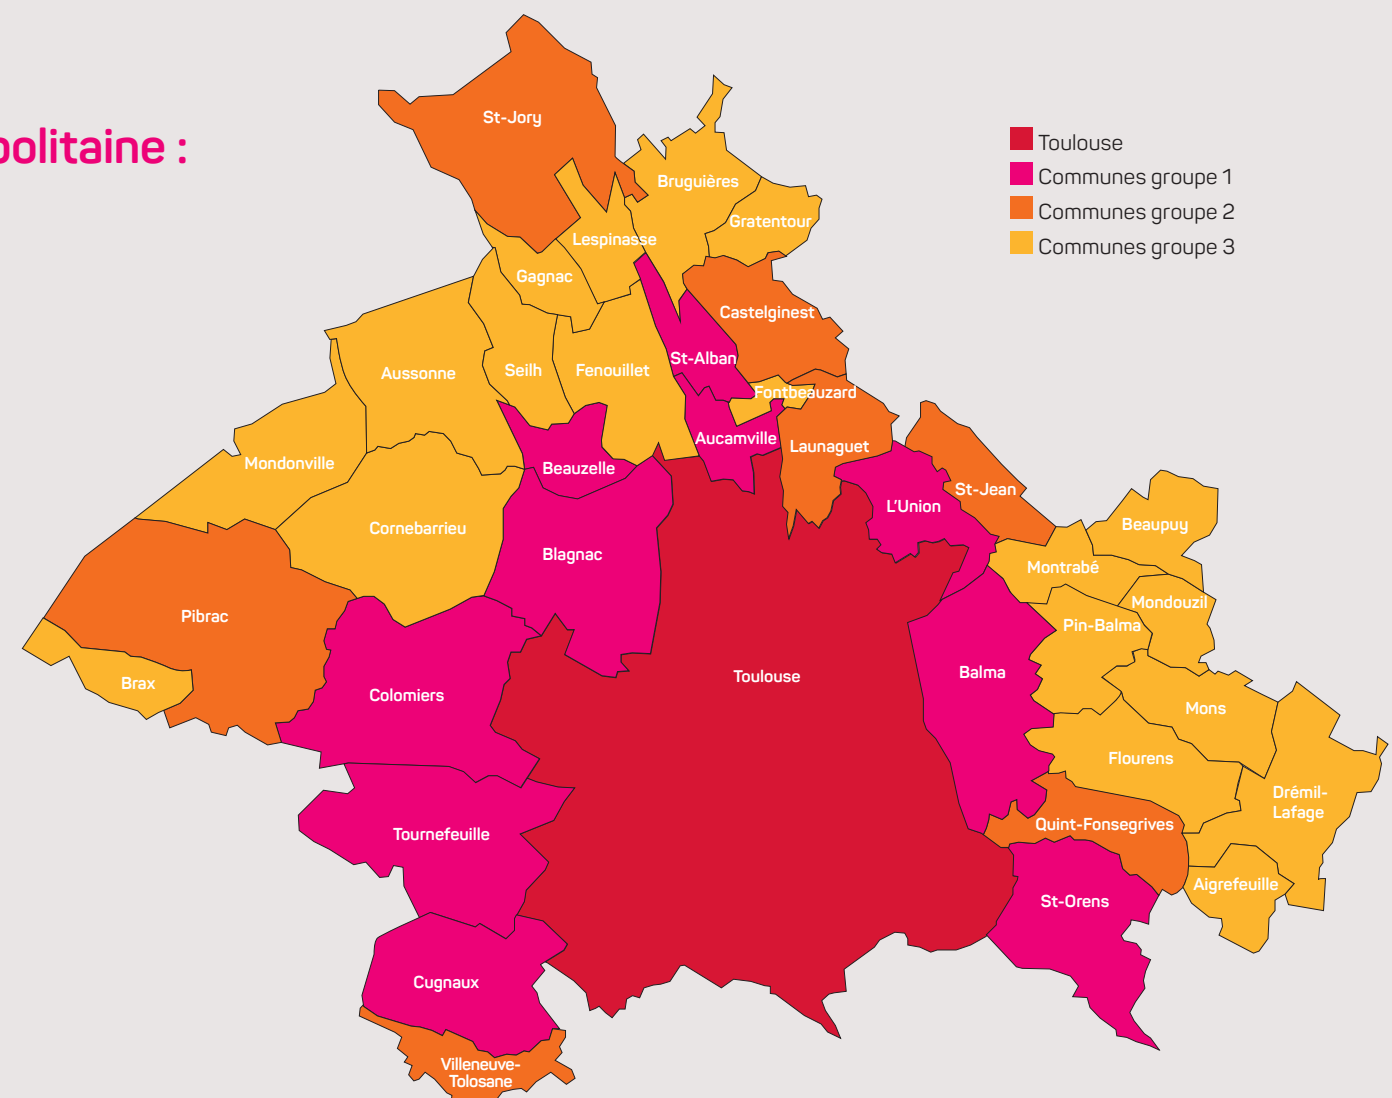 politaine :
Toulouse
Communes groupe 1
Communes groupe 2
Communes groupe 3
St-Jory
Bruguières
Gratentour
Lespinasse
Gagnac
Castelginest
St-Alban
Aussonne
Seilh
Fenouillet
Fontbeauzard
Aucamville
Launaguet
Mondonville
Beauzelle
St-Jean
L'Union
Beaupuy
Cornebarrieu
Blagnac
Montrabé
Mondouzil
Pibrac
Pin-Balma
Toulouse
Balma
Brax
Colomiers
Mons
Flourens
Drémil-
Lafage
Tournefeuille
Quint-Fonsegrives
Aigrefeuille
St-Orens
Cugnaux
Villeneuve-
Tolosane